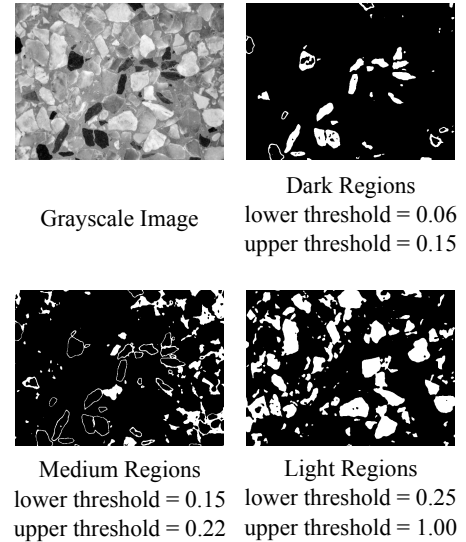 Grayscale Image
Dark Regions
lower threshold = 0.06
upper threshold = 0.15
Medium Regions
lower threshold = 0.15
upper threshold = 0.22
Light Regions
lower threshold = 0.25
upper threshold = 1.00